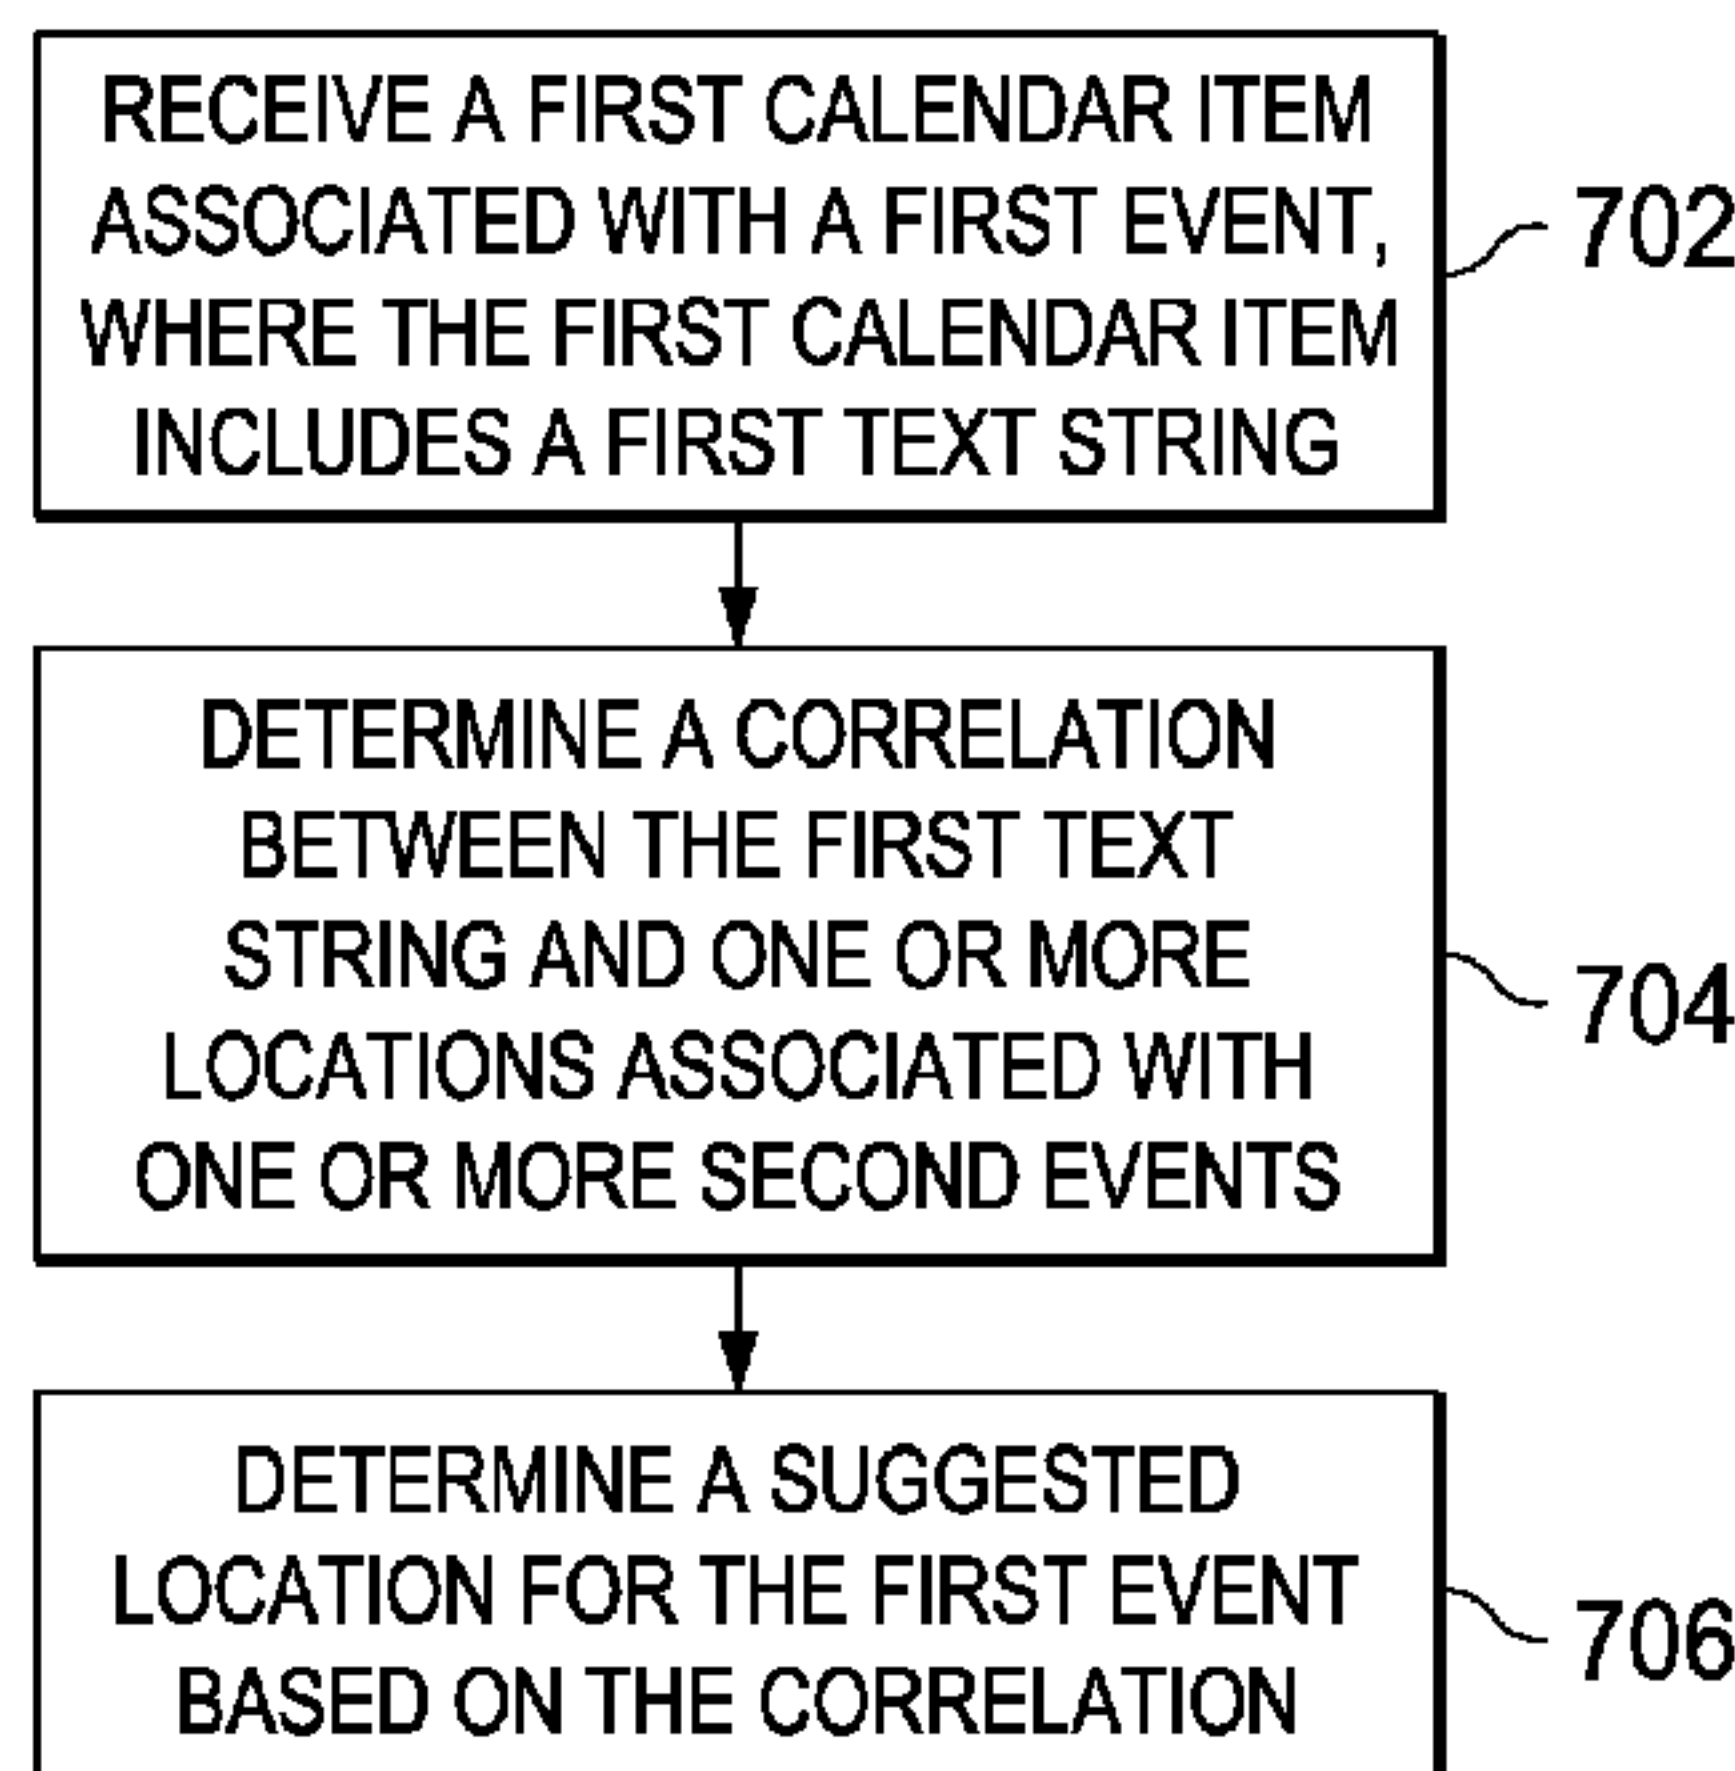 RECEIVE A FIRST CALENDAR ITEM
ASSOCIATED WITH A FIRST EVENT,
WHERE THE FIRST CALENDAR ITEM
INCLUDES A FIRST TEXT STRING
702
DETERMINE A CORRELATION
BETWEEN THE FIRST TEXT
STRING AND ONE OR MORE
LOCATIONS ASSOCIATED WITH
ONE OR MORE SECOND EVENTS
704
DETERMINE A SUGGESTED
LOCATION FOR THE FIRST EVENT
BASED ON THE CORRELATION
706